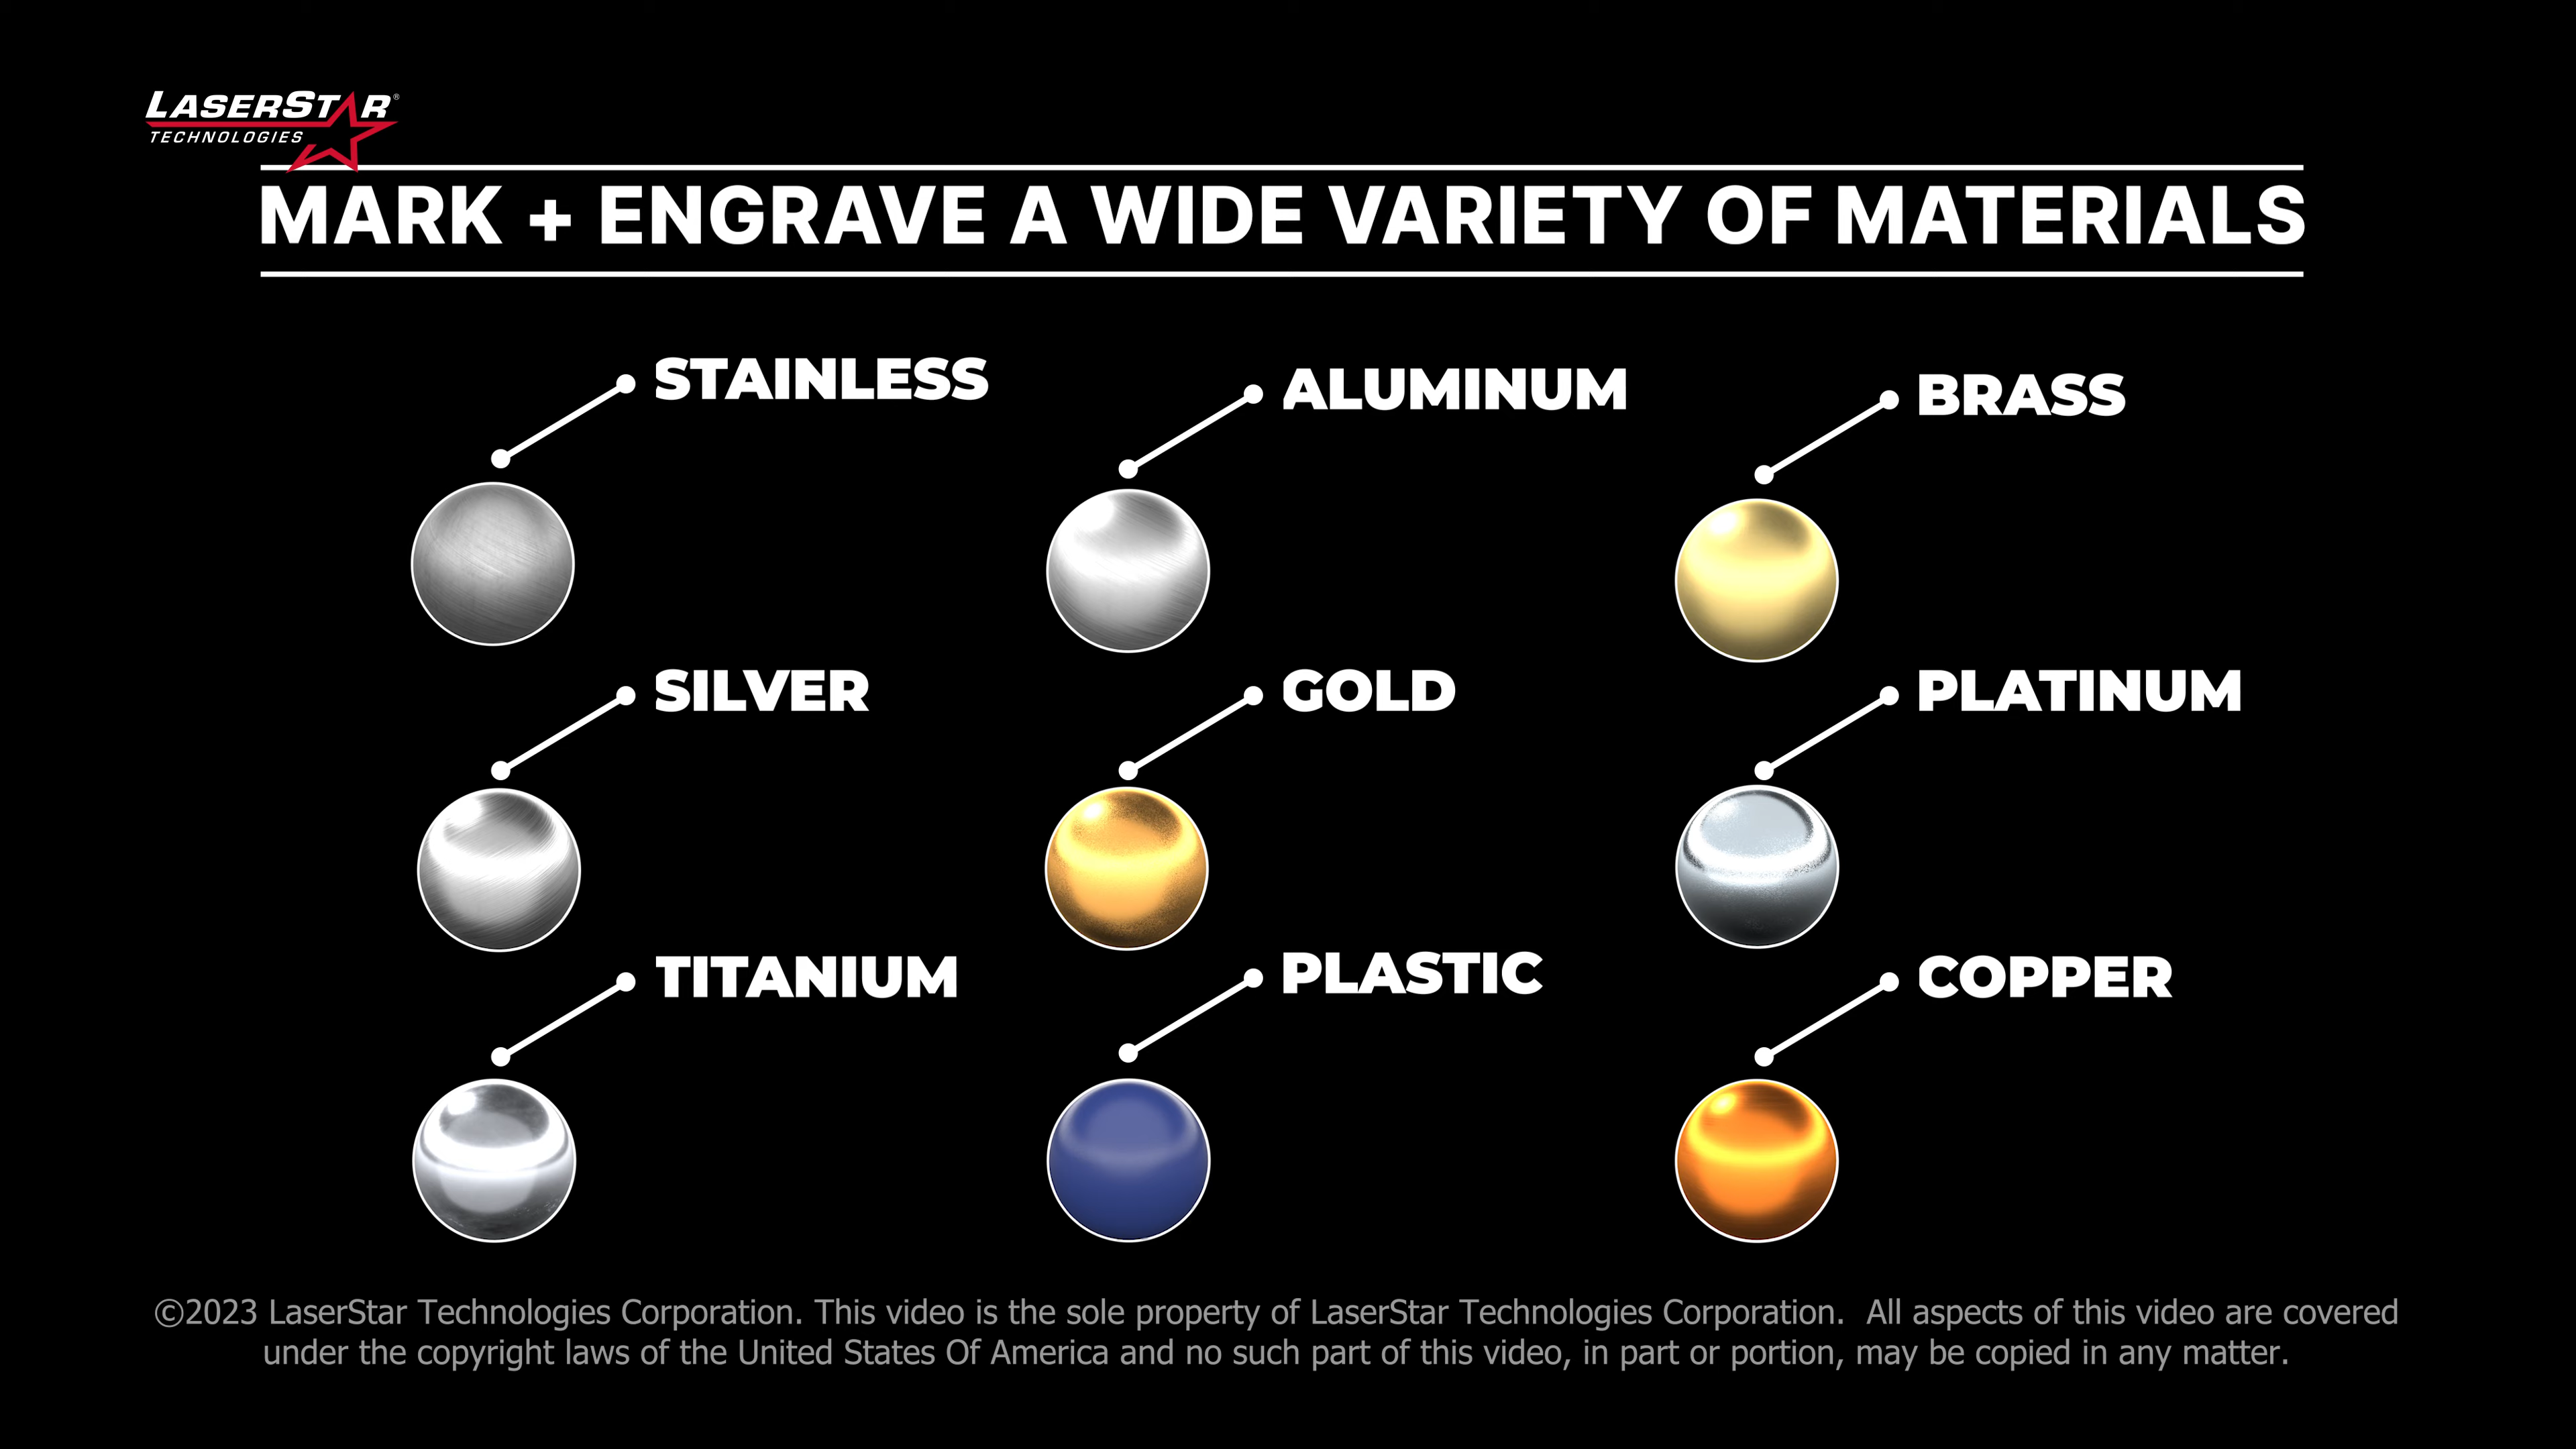 LASERSTAR®
TECHNOLOGIES
MARK + ENGRAVE A WIDE VARIETY OF MATERIALS
STAINLESS
ALUMINUM
BRASS
SILVER
GOLD
PLATINUM
TITANIUM
PLASTIC
COPPER
©2023 LaserStar Technologies Corporation. This video is the sole property of LaserStar Technologies Corporation.  All aspects of this video are covered
under the copyright laws of the United States Of America and no such part of this video, in part or portion, may be copied in any matter.